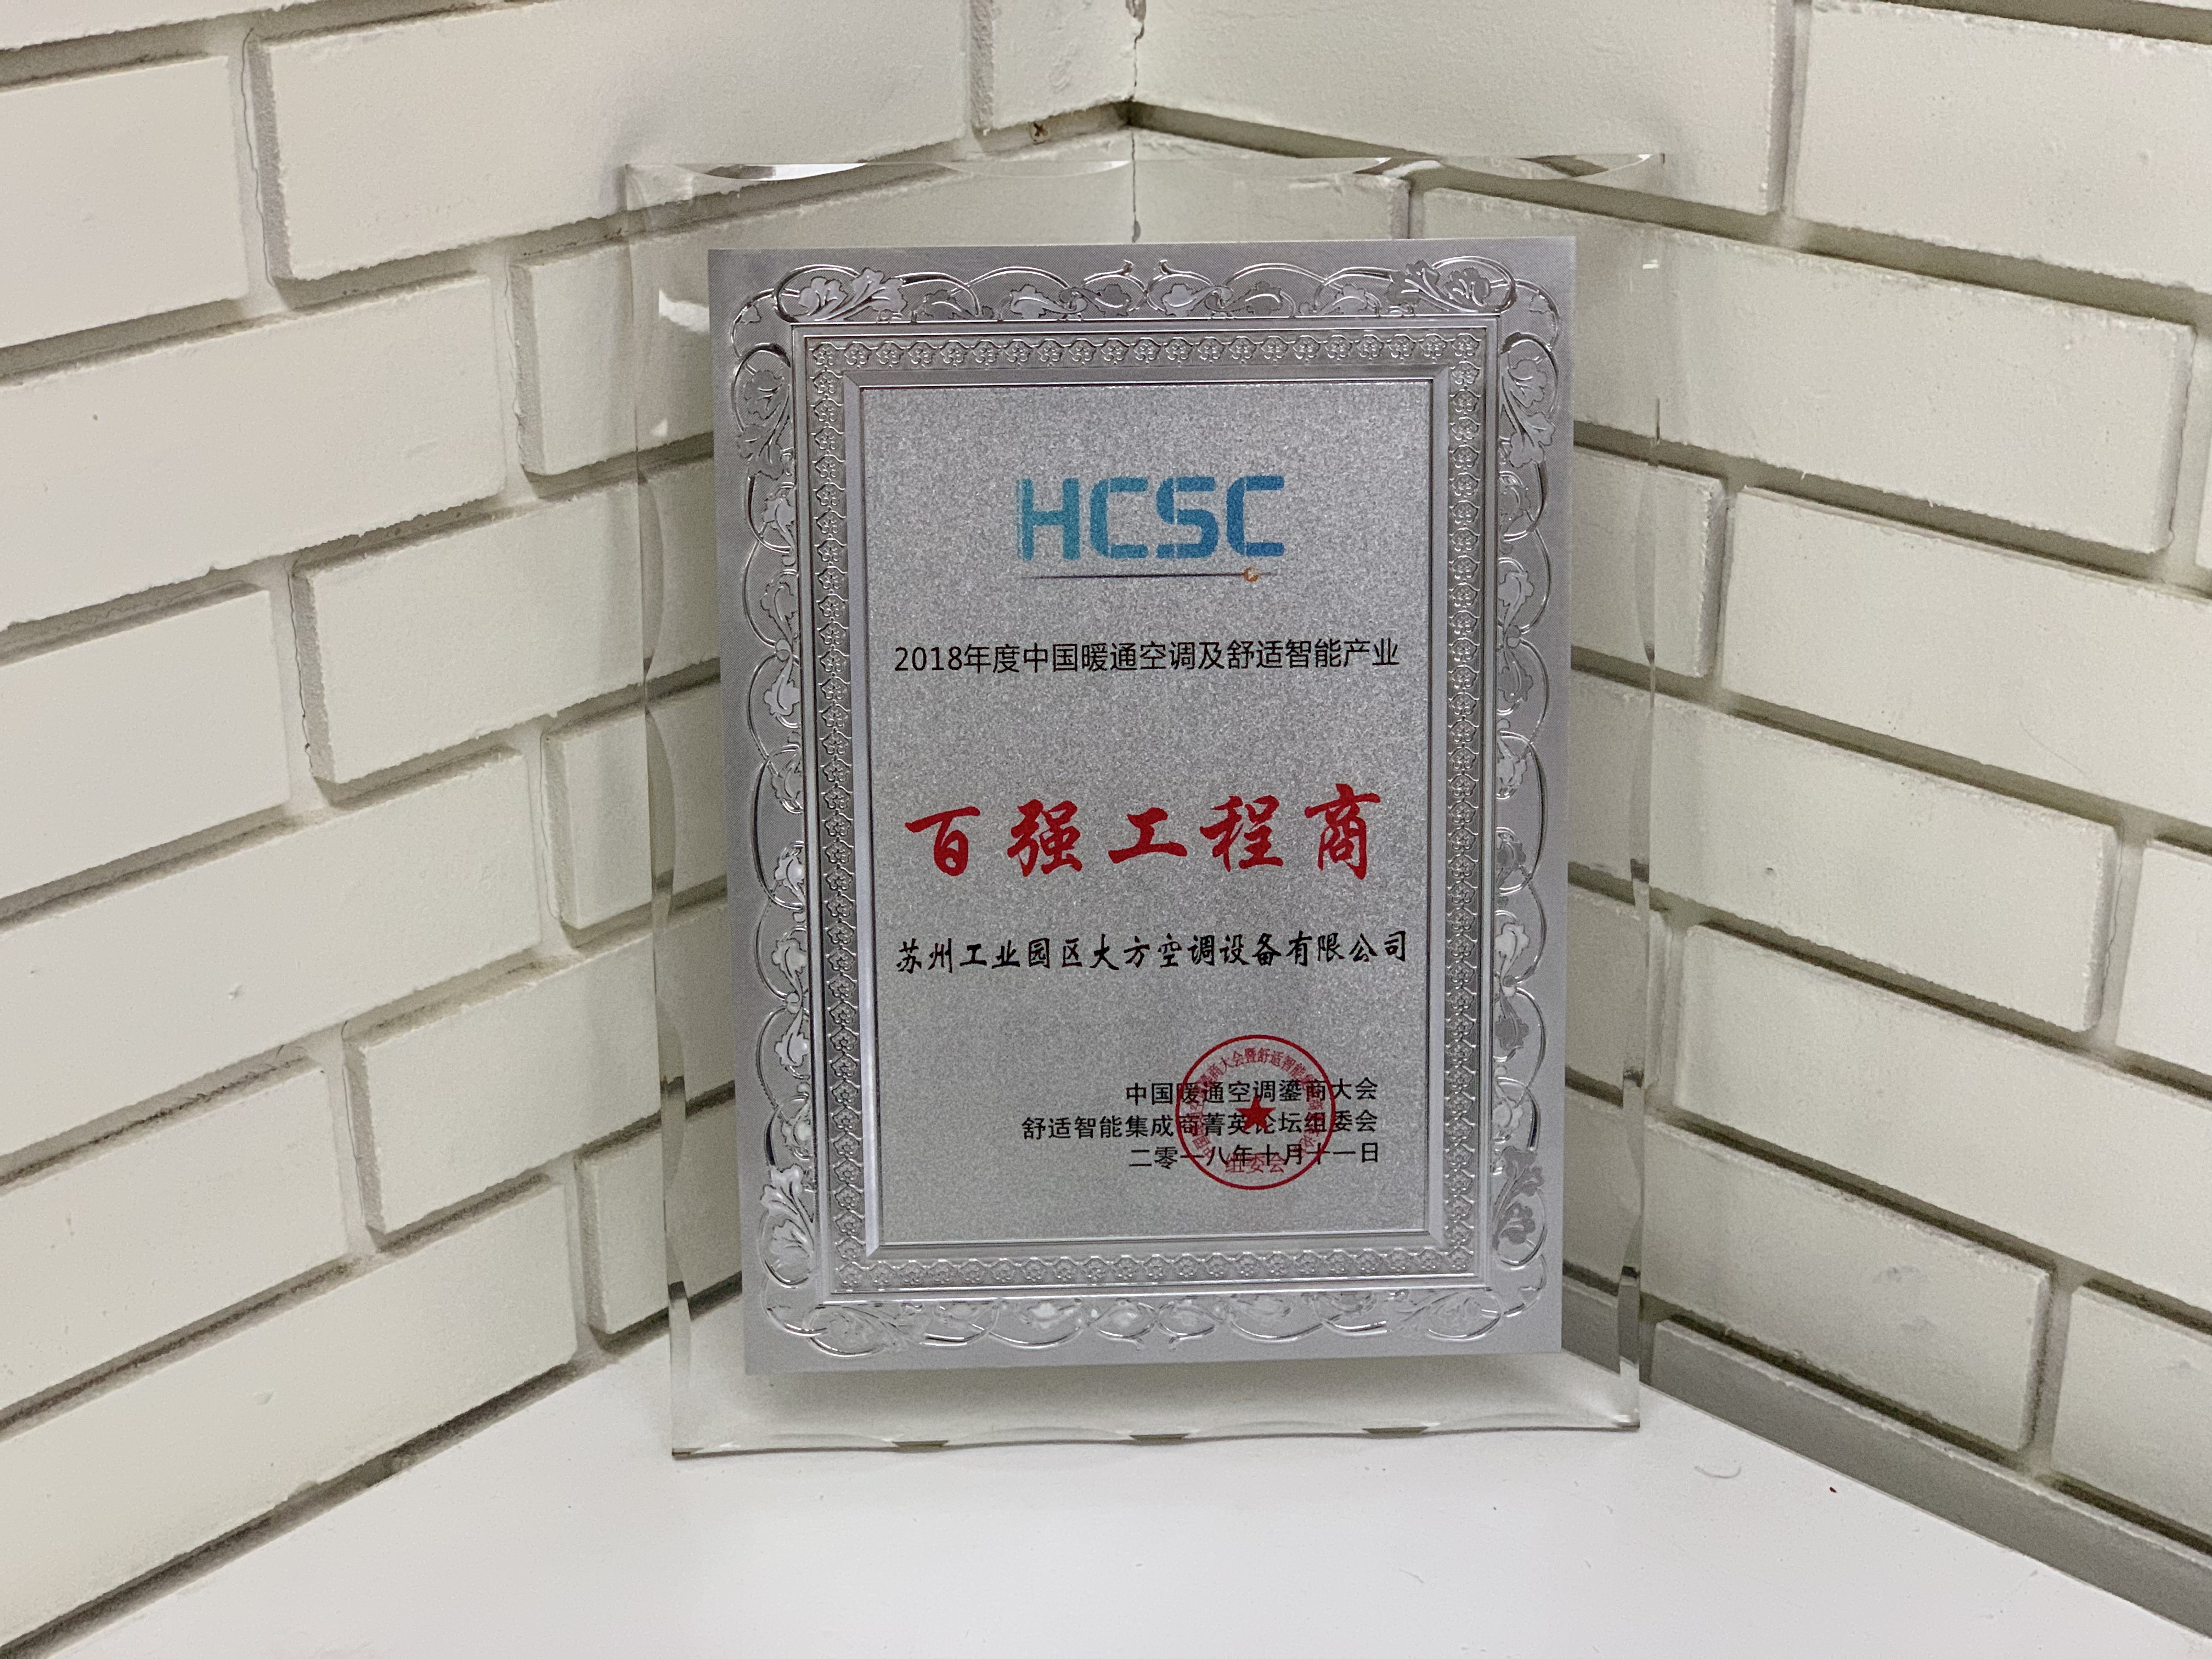 HCSC
2018年度中国暖通空调及舒适智能产业
百强工程商
苏州工业园区大方空调设备有限公司
中国暖通空调鎏商大会
舒适智能集成商菁英论坛组委会
二零一八年十月十一日
组委会